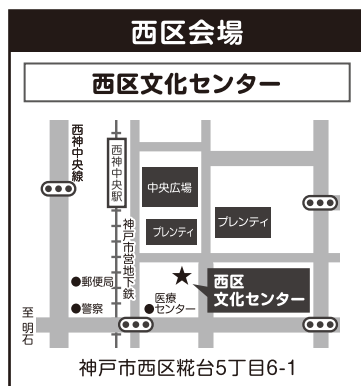 西区会場
西区文化センター
西神中央線
西神中央駅
中央広場
プレンティ
プレンティ
神戸市営地下鉄
●郵便局
●警察
★
西区
文化センター
医療
●センター
至 明石
神戸市西区糀台5丁目6-1